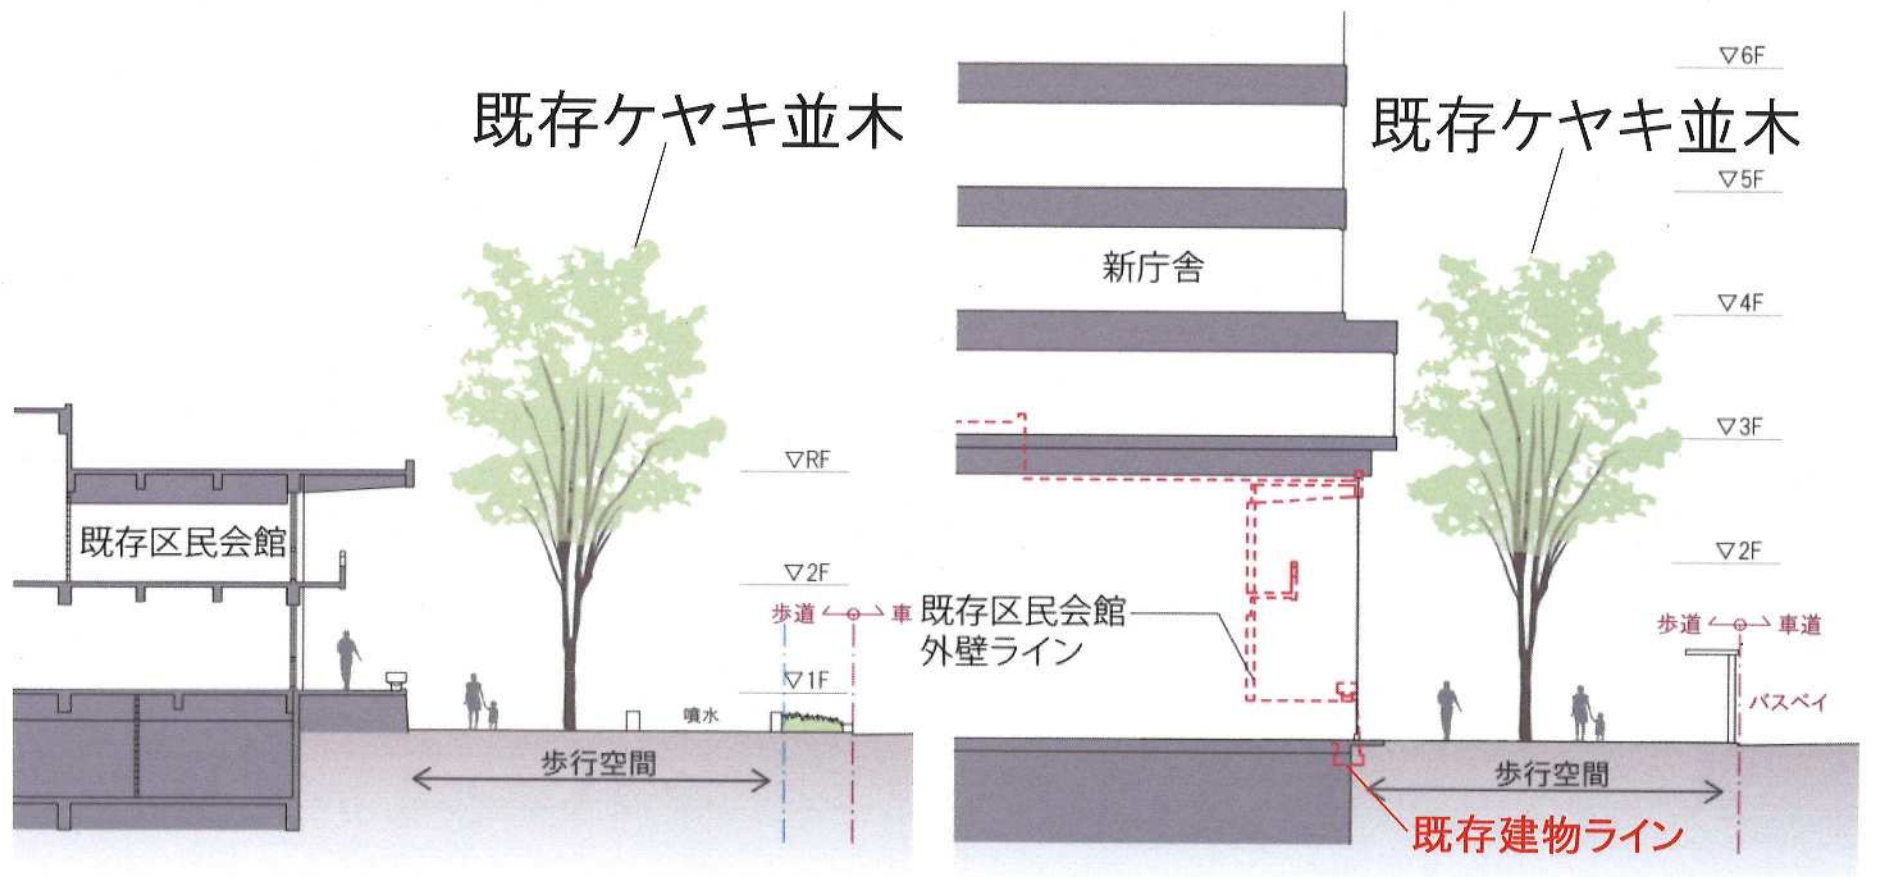 既存ケヤキ並木
既存区民会館
▽RF
▽2F
歩道
車
▽1F
噴水
歩行空間
▽6F
既存ケヤキ並木
▽5F
新庁舎
▽4F
▽3F
▽2F
既存区民会館
外壁ライン
歩道
車道
バスベイ
歩行空間
既存建物ライン